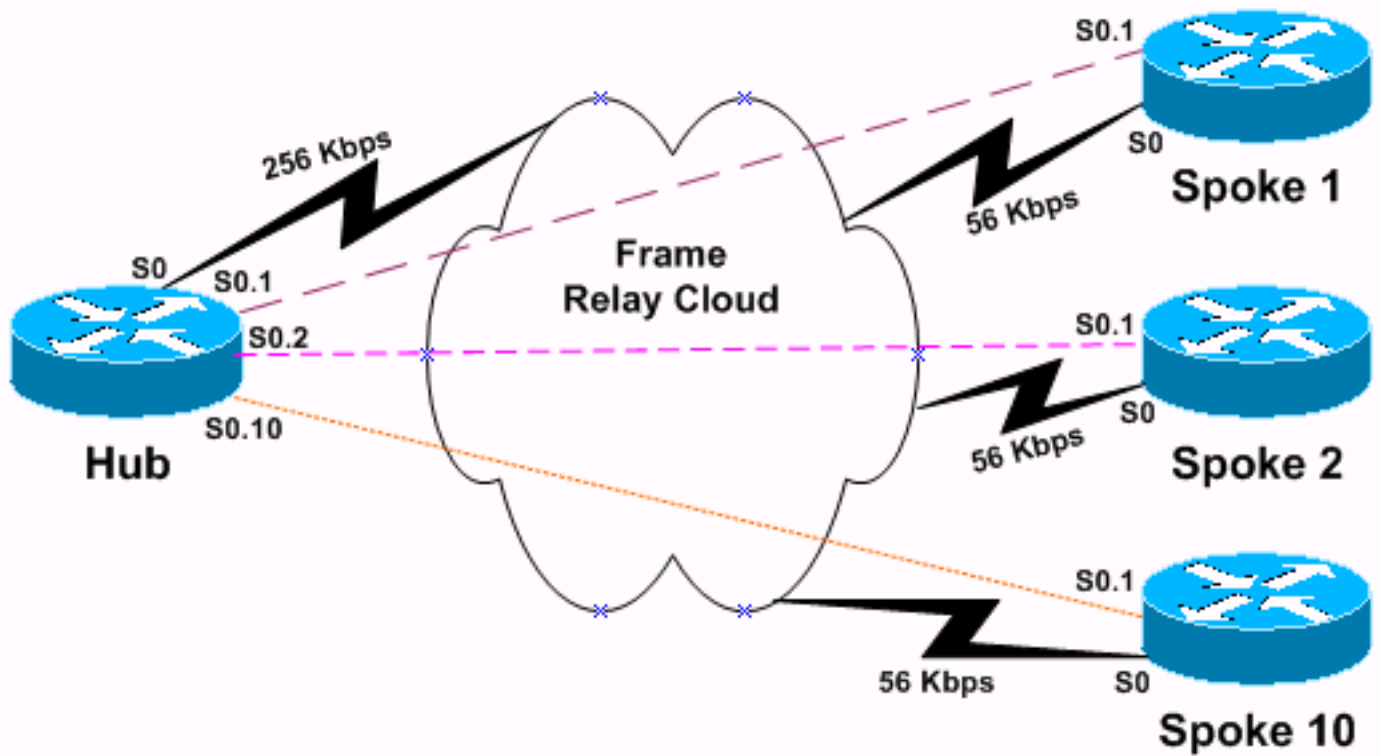 S0.1
256 Kbps
S0
Spoke 1
56 Kbps
Frame
Relay Cloud
S0
S0.1
S0.2
S0.1
S0
S0.10
56 Kbps
Hub
Spoke 2
S0.1
56 Kbps
S0
Spoke 10